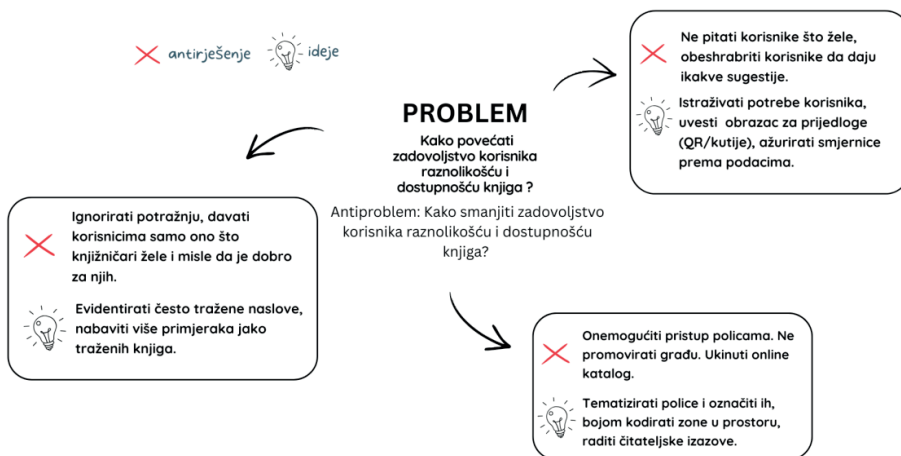 antirješenje
ideje
PROBLEM
Kako povećati
zadovoljstvo korisnika
raznolikošću i
dostupnošću knjiga ?
Antiproblem: Kako smanjiti zadovoljstvo
korisnika raznolikošću i dostupnošću
knjiga?
Ne pitati korisnike što žele,
obeshrabriti korisnike da daju
ikakve sugestije.
Istraživati potrebe korisnika,
uvesti obrazac za prijedloge
(QR/kutije), ažurirati smjernice
prema podacima.
Ignorirati potražnju, davati
korisnicima samo ono što
knjižničari žele i misle da je dobro
za njih.
Evidentirati često tražene naslove,
nabaviti više primjeraka jako
traženih knjiga.
Onemogućiti pristup policama. Ne
promovirati građu. Ukinuti online
katalog.
Tematizirati police i označiti ih,
bojom kodirati zone u prostoru,
raditi čitateljske izazove.